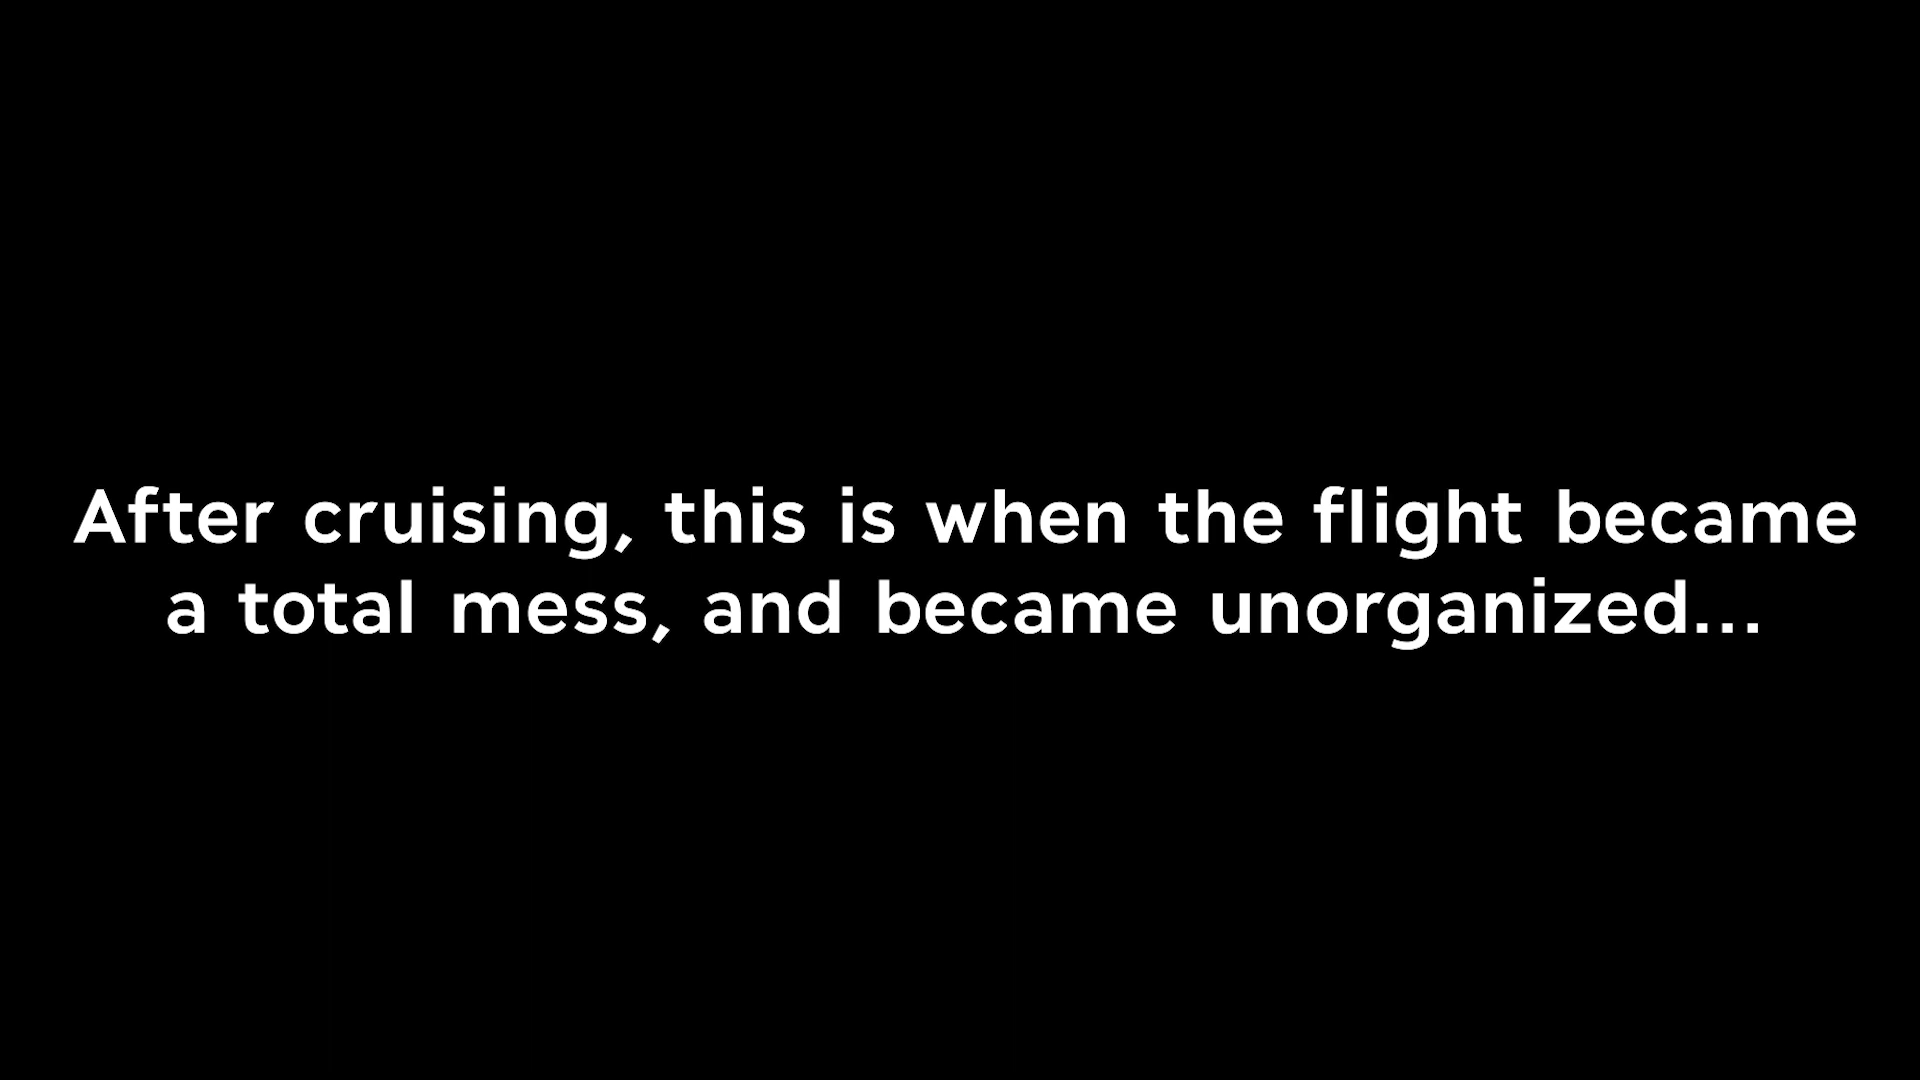 After cruising, this is when the flight became
a total mess, and became unorganized...